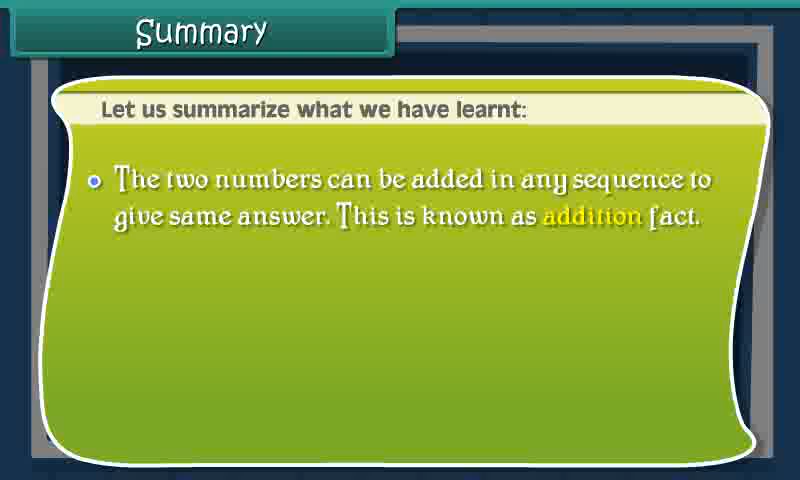 Summary
Let us summarize what we have learnt:
The two numbers can be added in any sequence to
give same answer. This is known as addition fact.